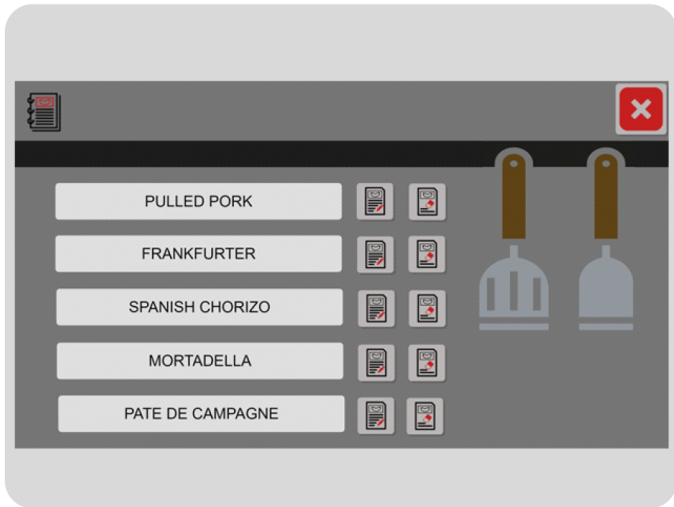 PULLED PORK
FRANKFURTER
SPANISH CHORIZO
MORTADELLA
PATE DE CAMPAGNE